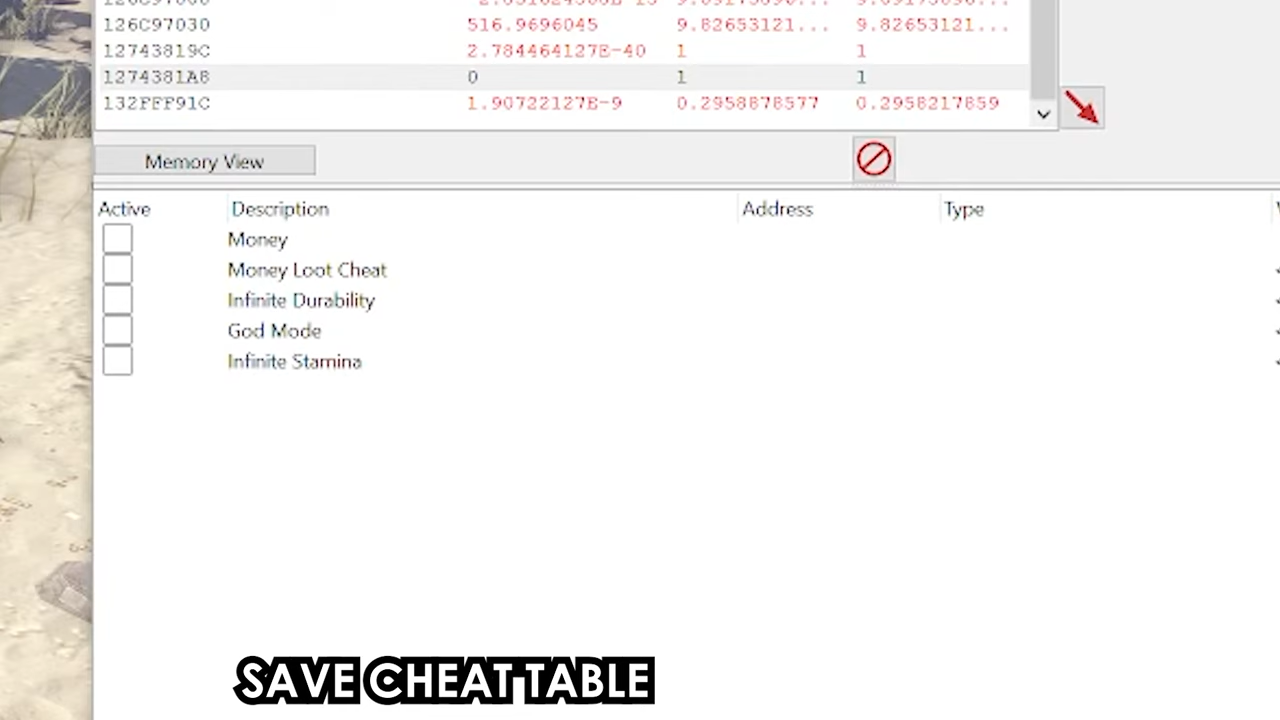 126C97030 516.9696045 9.82653121... 9.82653121...
12743819C 2.784464127E-40 1 1
1274381A8 0 1 1
132FFF91C 1.90722127E-9 0.2958878577 0.2958217859
Memory View
Active Description Address Type
Money
Money Loot Cheat
Infinite Durability
God Mode
Infinite Stamina
SAVE CHEAT TABLE